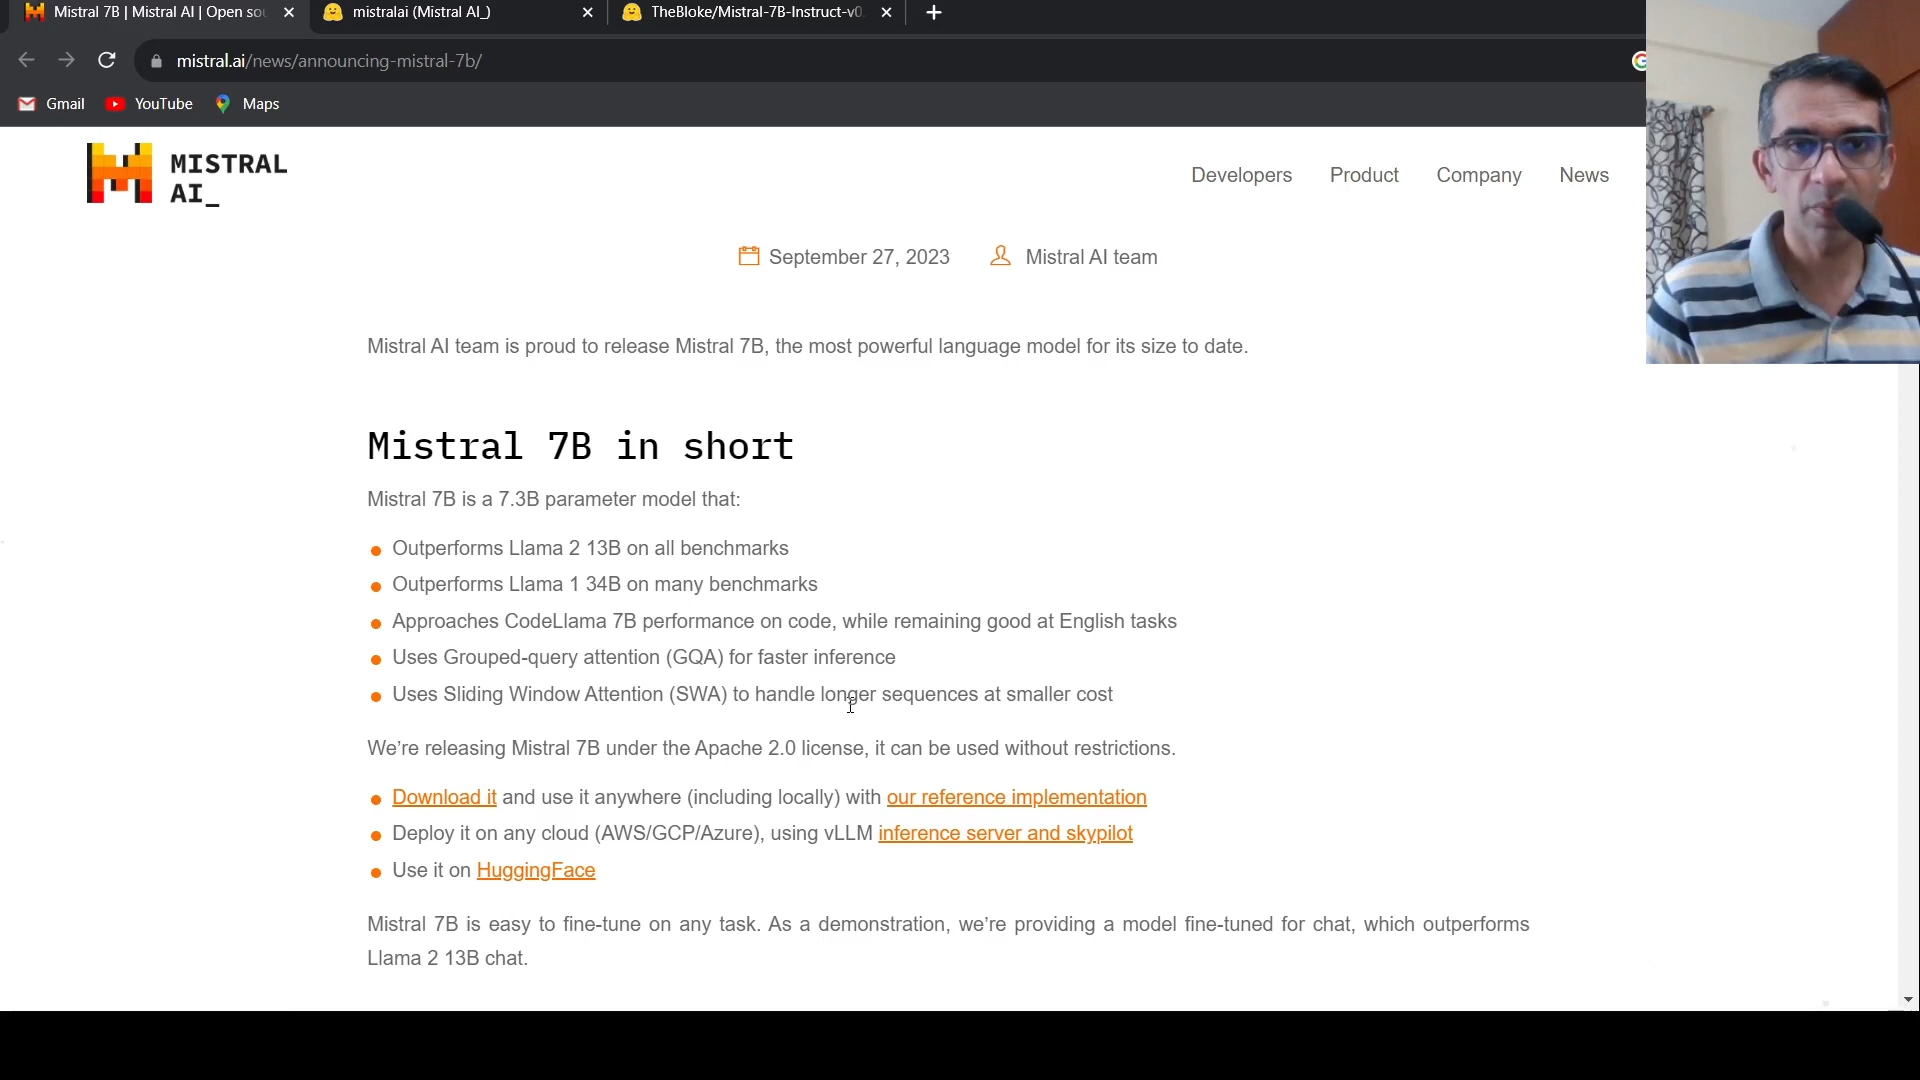 Mistral 7B | Mistral AI | Open sou
mistralai (Mistral AI_)
TheBloke/Mistral-7B-Instruct-v0.
mistral.ai/news/announcing-mistral-7b/
Gmail
YouTube
Maps
MISTRAL
AI_
Developers
Product
Company
News
September 27, 2023
Mistral AI team
Mistral AI team is proud to release Mistral 7B, the most powerful language model for its size to date.
Mistral 7B in short
Mistral 7B is a 7.3B parameter model that:
Outperforms Llama 2 13B on all benchmarks
Outperforms Llama 1 34B on many benchmarks
Approaches CodeLlama 7B performance on code, while remaining good at English tasks
Uses Grouped-query attention (GQA) for faster inference
Uses Sliding Window Attention (SWA) to handle longer sequences at smaller cost
We’re releasing Mistral 7B under the Apache 2.0 license, it can be used without restrictions.
Download it and use it anywhere (including locally) with our reference implementation
Deploy it on any cloud (AWS/GCP/Azure), using vLLM inference server and skypilot
Use it on HuggingFace
Mistral 7B is easy to fine-tune on any task. As a demonstration, we’re providing a model fine-tuned for chat, which outperforms
Llama 2 13B chat.